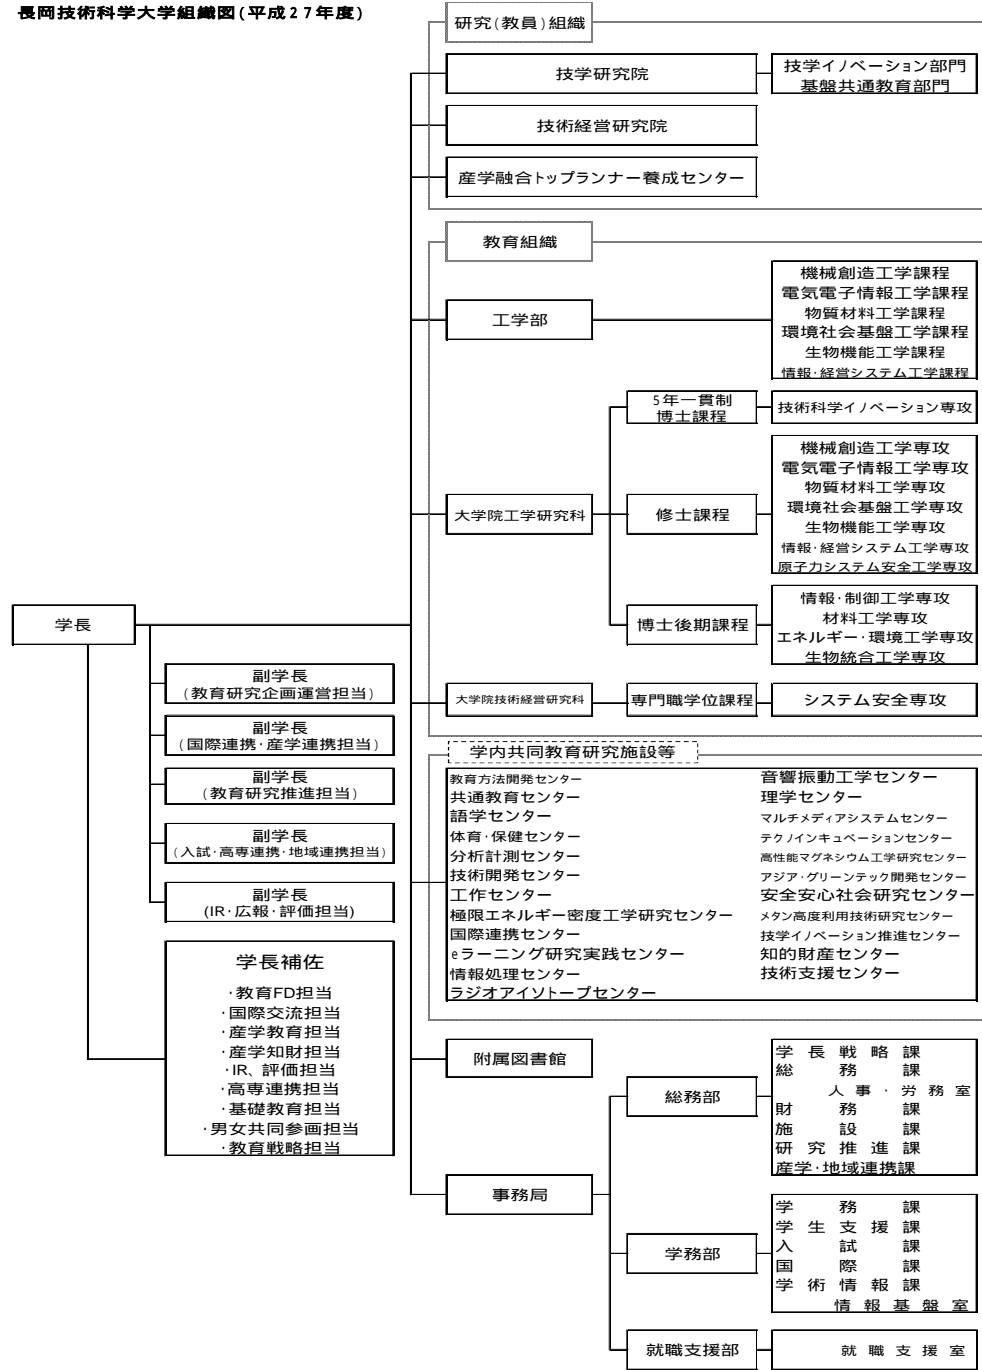 長岡技術科学大学組織図(平成27年度)
研究(教員)組織
技学研究院
技学イノベーション部門
基盤共通教育部門
技術経営研究院
産学融合トップランナー養成センター
教育組織
工学部
機械創造工学課程
電気電子情報工学課程
物質材料工学課程
環境社会基盤工学課程
生物機能工学課程
情報・経営システム工学課程
大学院工学研究科
5年一貫制
博士課程
技術科学イノベーション専攻
修士課程
機械創造工学専攻
電気電子情報工学専攻
物質材料工学専攻
環境社会基盤工学専攻
生物機能工学専攻
情報・経営システム工学専攻
原子力システム安全工学専攻
博士後期課程
情報・制御工学専攻
材料工学専攻
エネルギー・環境工学専攻
生物統合工学専攻
大学院技術経営研究科
専門職学位課程
システム安全専攻
学長
副学長
(教育研究企画運営担当)
副学長
(国際連携・産学連携担当)
副学長
(教育研究推進担当)
副学長
(入試・高専連携・地域連携担当)
副学長
(IR・広報・評価担当)
学長補佐
・教育FD担当
・国際交流担当
・産学教育担当
・産学知財担当
・IR、評価担当
・高専連携担当
・基礎教育担当
・男女共同参画担当
・教育戦略担当
学内共同教育研究施設等
教育方法開発センター
共通教育センター
語学センター
体育・保健センター
分析計測センター
技術開発センター
工作センター
極限エネルギー密度工学研究センター
国際連携センター
eラーニング研究実践センター
情報処理センター
ラジオアイソトープセンター
音響振動工学センター
理学センター
マルチメディアシステムセンター
テクノインキュベーションセンター
高性能マグネシウム工学研究センター
アジア・グリーンテック開発センター
安全安心社会研究センター
メタン高度利用技術研究センター
技学イノベーション推進センター
知的財産センター
技術支援センター
附属図書館
事務局
総務部
学長戦略課
総務課
人事・労務室
財務課
施設課
研究推進課
産学・地域連携課
学務部
学務課
学生支援課
入試課
国際課
学術情報課
情報基盤室
就職支援部
就職支援室